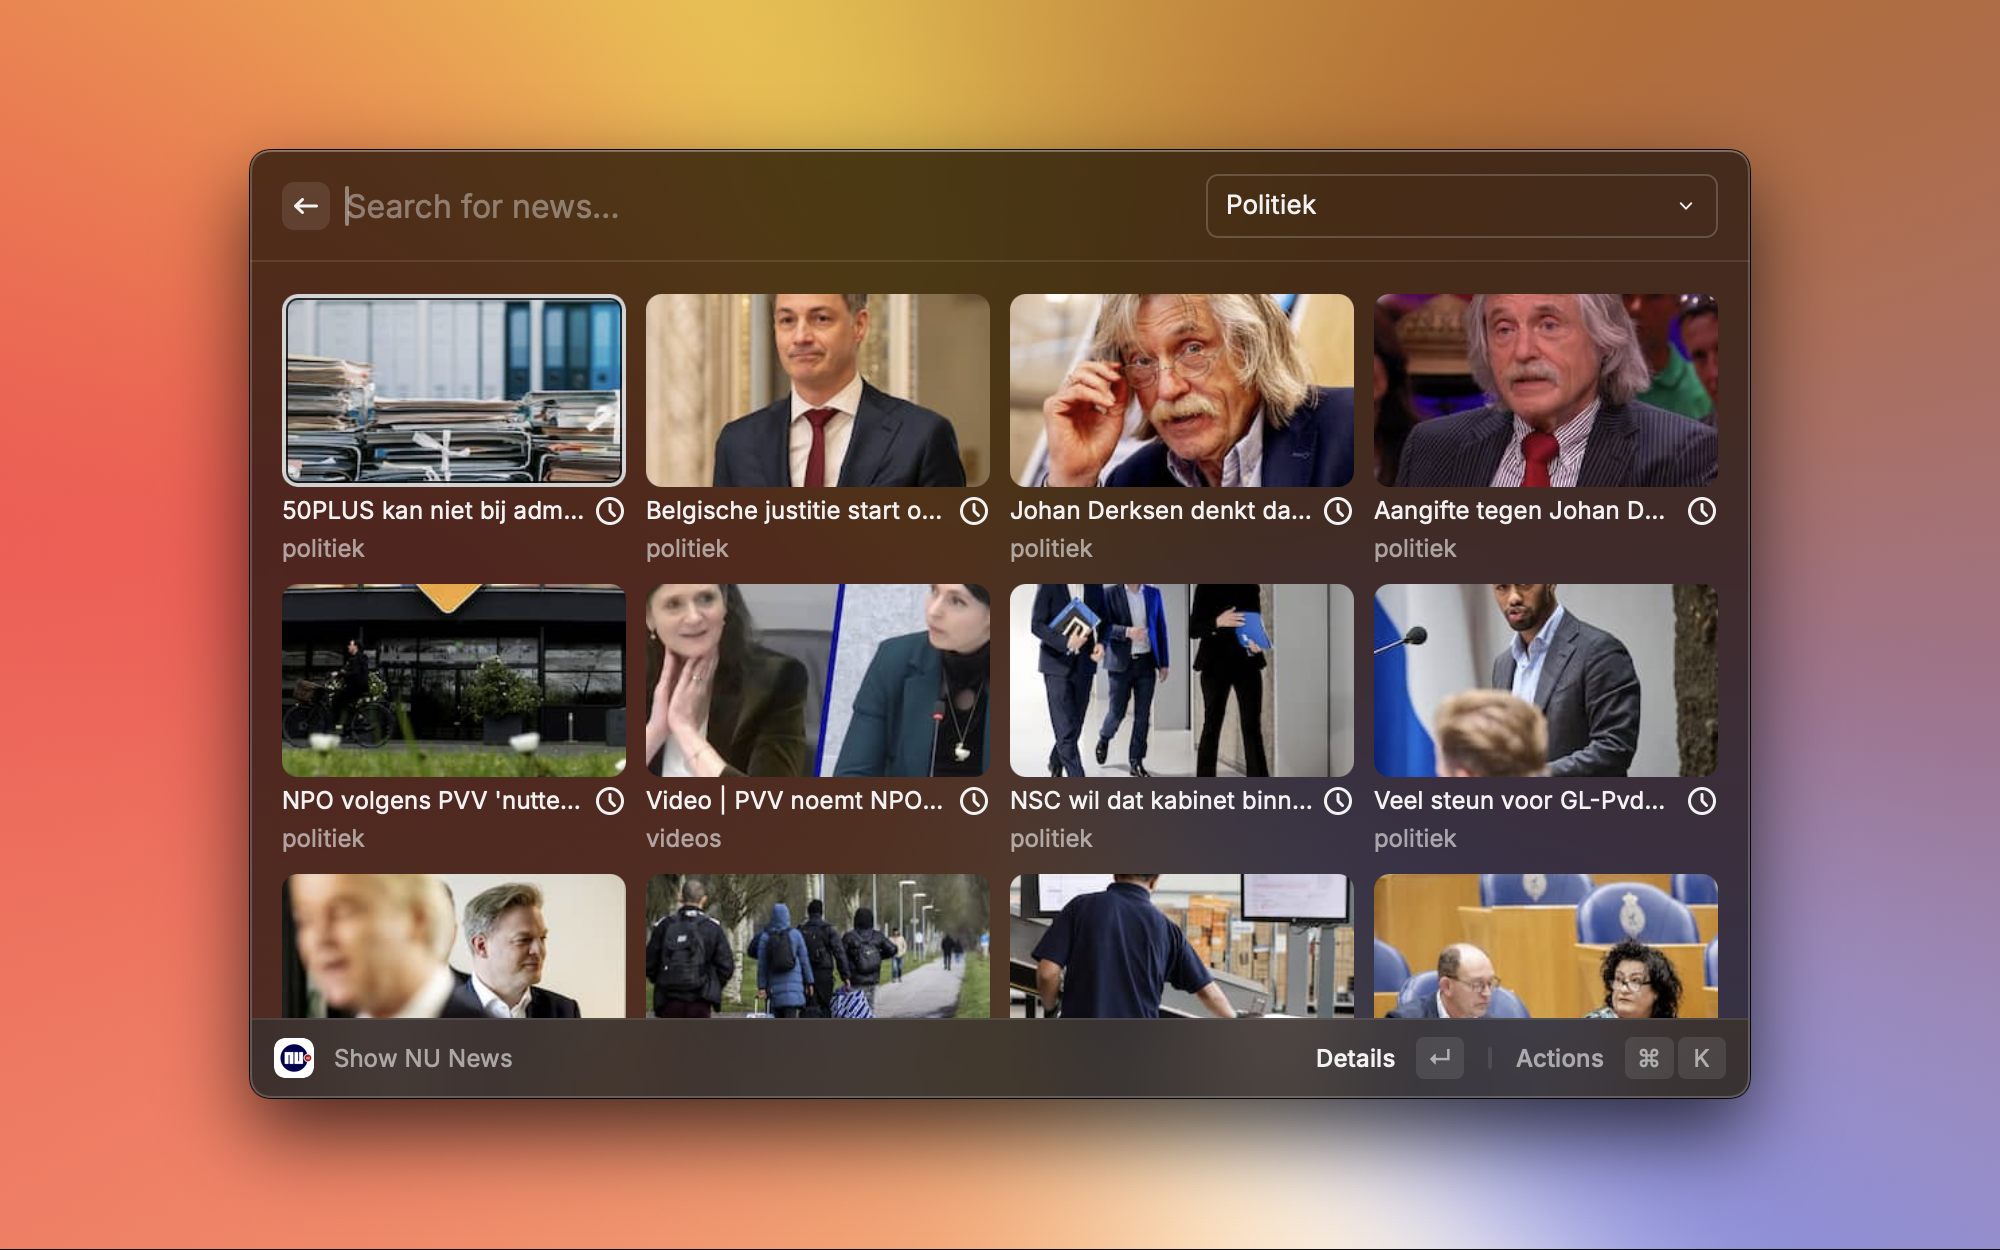 Search for news...
Politiek
50PLUS kan niet bij adm...
Belgische justitie start o...
Johan Derksen denkt da...
Aangifte tegen Johan D...
politiek
politiek
politiek
politiek
NPO volgens PVV 'nutte...
Video | PVV noemt NPO...
NSC wil dat kabinet binn...
Veel steun voor GL-Pvd...
politiek
videos
politiek
politiek
nu
Show NU News
Details
Actions
⌘
K